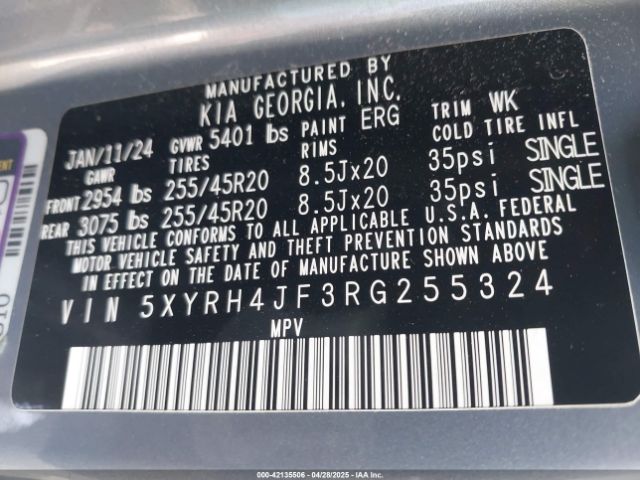 MANUFACTURED BY
KIA GEORGIA, INC.
JAN/11/24 GVWR 5401 lbs PAINT ERG TRIM WK
GAWR TIRES RIMS COLD TIRE INFL
FRONT 2954 lbs 255/45R20 8.5Jx20 35psi SINGLE
REAR 3075 lbs 255/45R20 8.5Jx20 35psi SINGLE
THIS VEHICLE CONFORMS TO ALL APPLICABLE U.S.A. FEDERAL
MOTOR VEHICLE SAFETY AND THEFT PREVENTION STANDARDS
IN EFFECT ON THE DATE OF MANUFACTURE SHOWN ABOVE
VIN 5XYRH4JF3RG255324
MPV
000-42135506 | 04/28/2025 - IAA Inc.